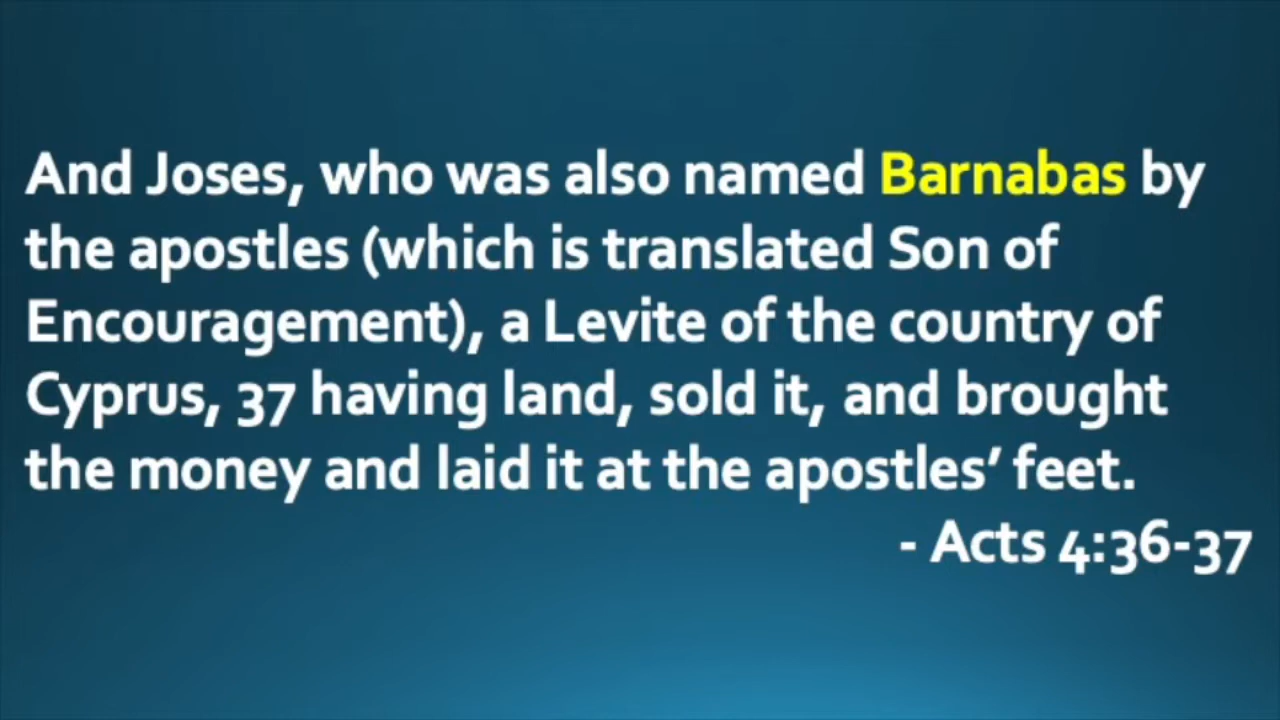 And Joses, who was also named Barnabas by
the apostles (which is translated Son of
Encouragement), a Levite of the country of
Cyprus, 37 having land, sold it, and brought
the money and laid it at the apostles’ feet.
- Acts 4:36-37